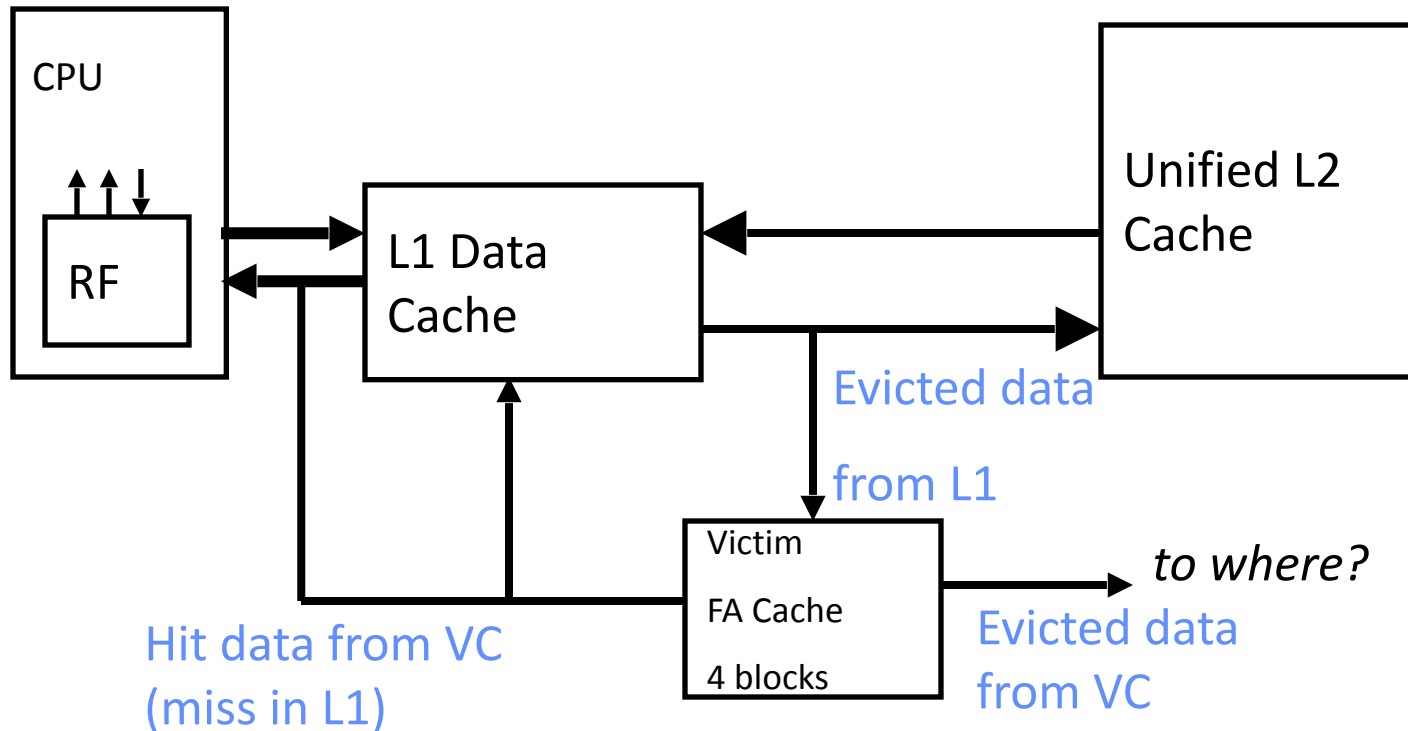 CPU
RF
L1 Data
Cache
Unified L2
Cache
Evicted data
from L1
Victim
FA Cache
4 blocks
to where?
Evicted data
from VC
Hit data from VC
(miss in L1)